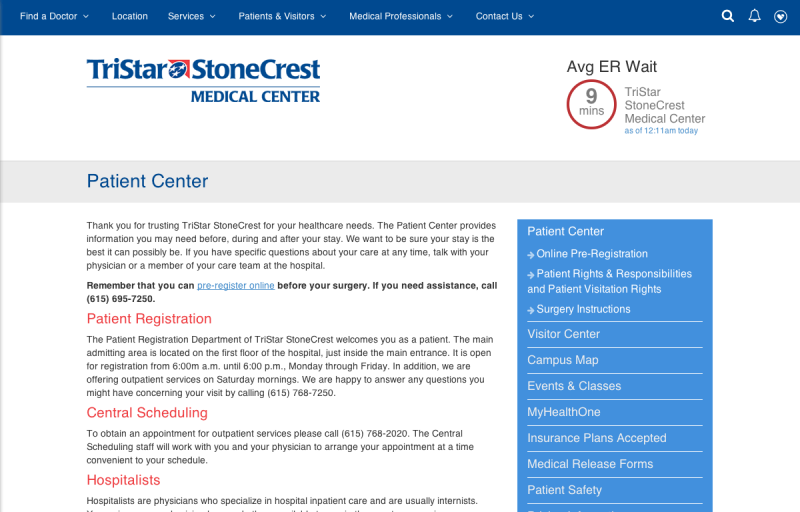 Find a Doctor Location Services Patients & Visitors Medical Professionals Contact Us
TriStar StoneCrest
MEDICAL CENTER
Avg ER Wait
9
mins
TriStar
StoneCrest
Medical Center
as of 12:11am today
Patient Center
Thank you for trusting TriStar StoneCrest for your healthcare needs. The Patient Center provides
information you may need before, during and after your stay. We want to be sure your stay is the
best it can possibly be. If you have specific questions about your care at any time, talk with your
physician or a member of your care team at the hospital.
Remember that you can pre-register online before your surgery. If you need assistance, call
(615) 695-7250.
Patient Registration
The Patient Registration Department of TriStar StoneCrest welcomes you as a patient. The main
admitting area is located on the first floor of the hospital, just inside the main entrance. It is open
for registration from 6:00m a.m. until 6:00 p.m., Monday through Friday. In addition, we are
offering outpatient services on Saturday mornings. We are happy to answer any questions you
might have concerning your visit by calling (615) 768-7250.
Central Scheduling
To obtain an appointment for outpatient services please call (615) 768-2020. The Central
Scheduling staff will work with you and your physician to arrange your appointment at a time
convenient to your schedule.
Hospitalists
Hospitalists are physicians who specialize in hospital inpatient care and are usually internists.
Patient Center
Online Pre-Registration
Patient Rights & Responsibilities
and Patient Visitation Rights
Surgery Instructions
Visitor Center
Campus Map
Events & Classes
MyHealthOne
Insurance Plans Accepted
Medical Release Forms
Patient Safety